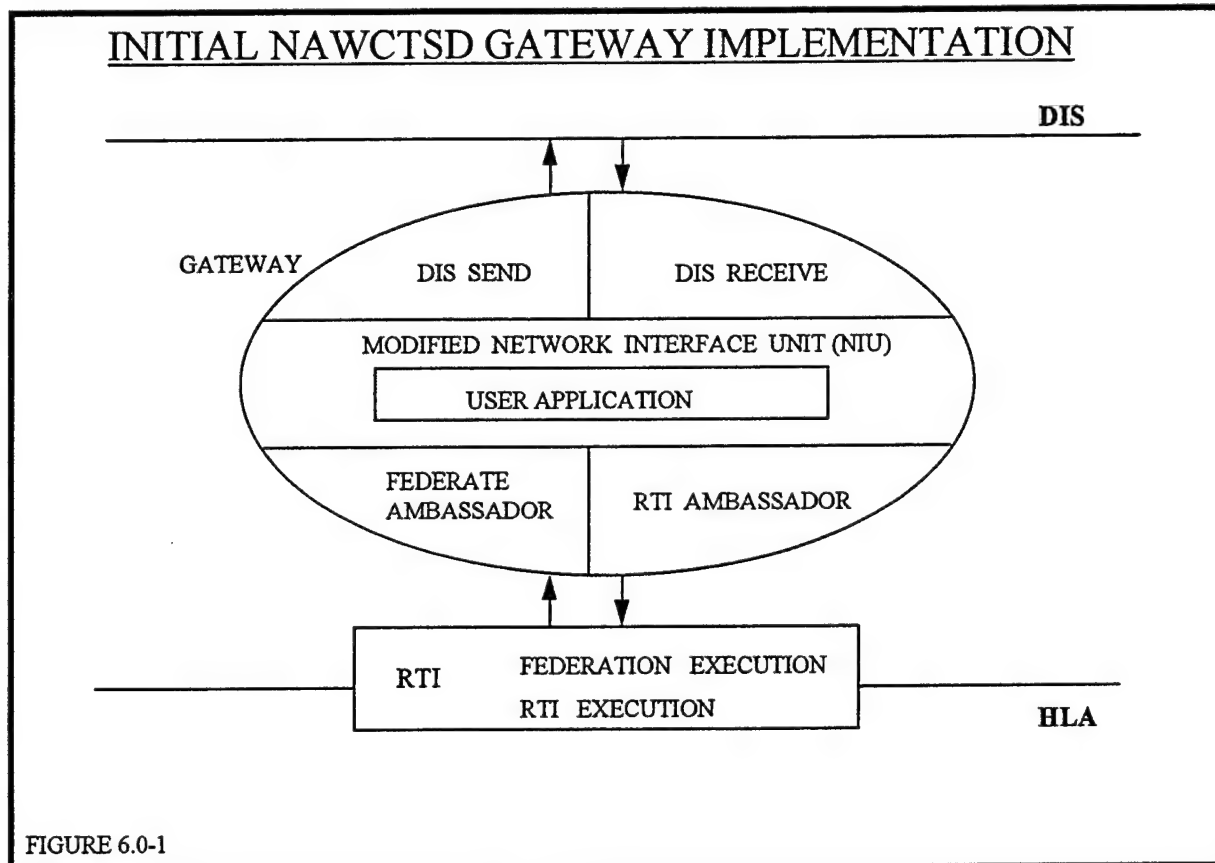 INITIAL NAWCTSD GATEWAY IMPLEMENTATION
DIS
GATEWAY
DIS SEND
DIS RECEIVE
MODIFIED NETWORK INTERFACE UNIT (NIU)
USER APPLICATION
FEDERATE
AMBASSADOR
RTI AMBASSADOR
RTI
FEDERATION EXECUTION
RTI EXECUTION
HLA
FIGURE 6.0-1